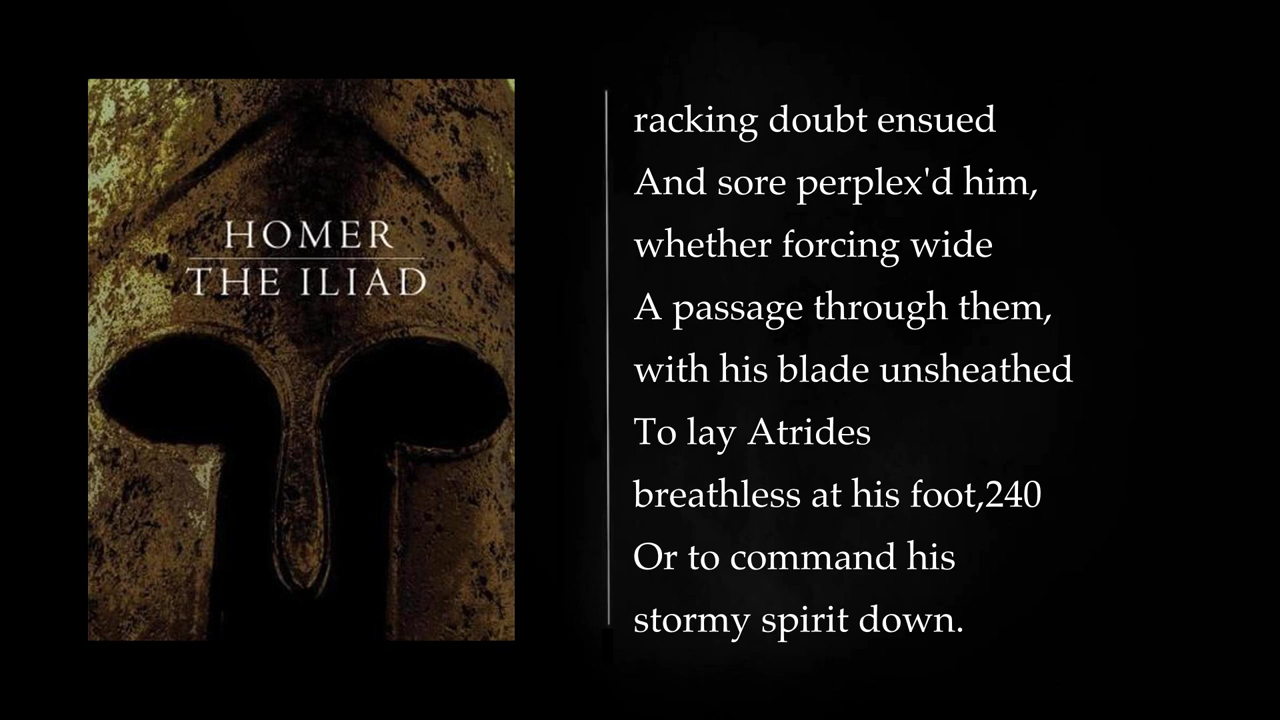 HOMER
THE ILIAD
racking doubt ensued
And sore perplex'd him,
whether forcing wide
A passage through them,
with his blade unsheathed
To lay Atrides
breathless at his foot,240
Or to command his
stormy spirit down.